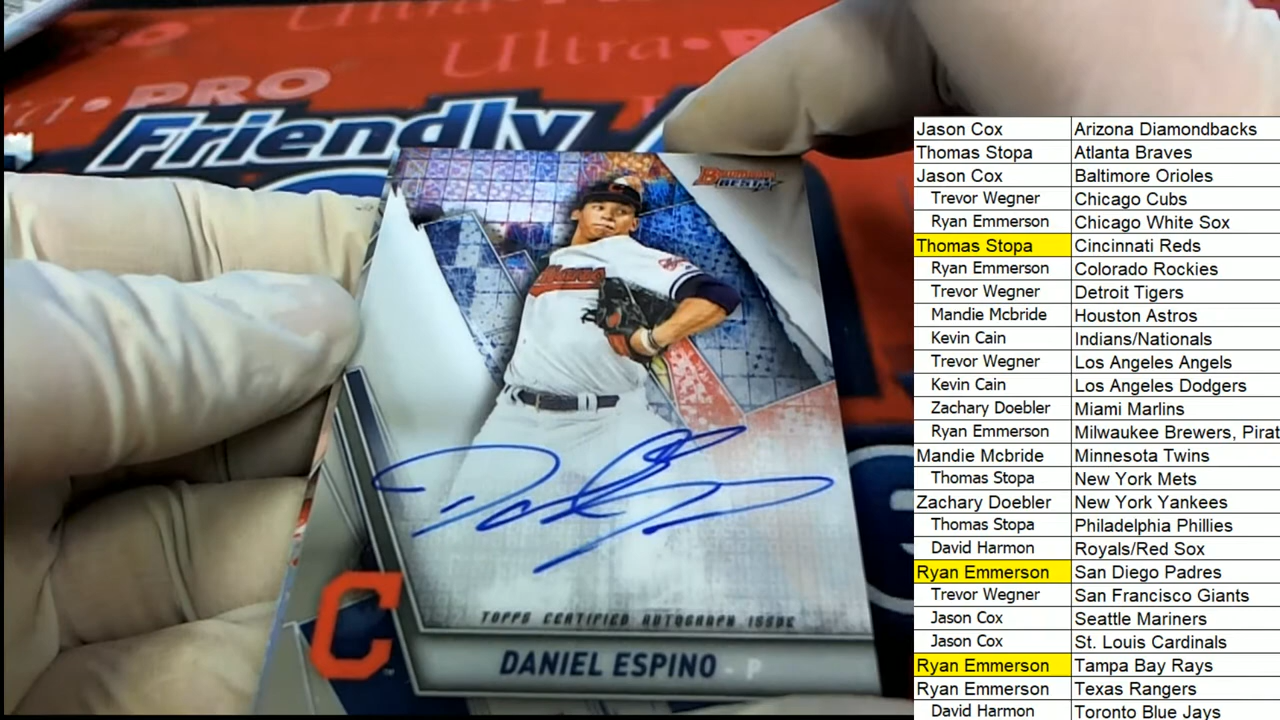 Ultra•PRO
Ultra•P
Friendly
Bowman's
BEST
TOPPS CERTIFIED AUTOGRAPH ISSUE
C
DANIEL ESPINO - P
Jason Cox Arizona Diamondbacks
Thomas Stopa Atlanta Braves
Jason Cox Baltimore Orioles
Trevor Wegner Chicago Cubs
Ryan Emmerson Chicago White Sox
Thomas Stopa Cincinnati Reds
Ryan Emmerson Colorado Rockies
Trevor Wegner Detroit Tigers
Mandie Mcbride Houston Astros
Kevin Cain Indians/Nationals
Trevor Wegner Los Angeles Angels
Kevin Cain Los Angeles Dodgers
Zachary Doebler Miami Marlins
Ryan Emmerson Milwaukee Brewers, Pirat
Mandie Mcbride Minnesota Twins
Thomas Stopa New York Mets
Zachary Doebler New York Yankees
Thomas Stopa Philadelphia Phillies
David Harmon Royals/Red Sox
Ryan Emmerson San Diego Padres
Trevor Wegner San Francisco Giants
Jason Cox Seattle Mariners
Jason Cox St. Louis Cardinals
Ryan Emmerson Tampa Bay Rays
Ryan Emmerson Texas Rangers
David Harmon Toronto Blue Jays